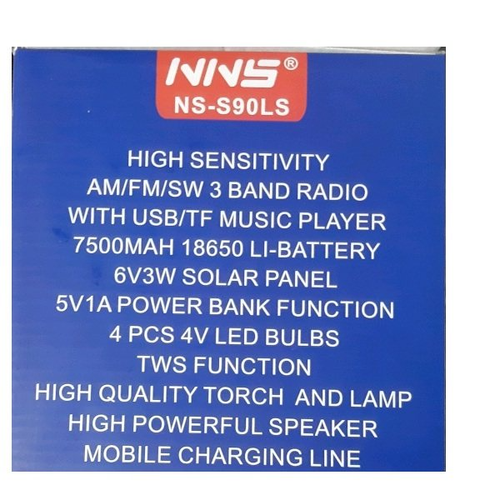 NNS®
NS-S90LS
HIGH SENSITIVITY
AM/FM/SW 3 BAND RADIO
WITH USB/TF MUSIC PLAYER
7500MAH 18650 LI-BATTERY
6V3W SOLAR PANEL
5V1A POWER BANK FUNCTION
4 PCS 4V LED BULBS
TWS FUNCTION
HIGH QUALITY TORCH AND LAMP
HIGH POWERFUL SPEAKER
MOBILE CHARGING LINE